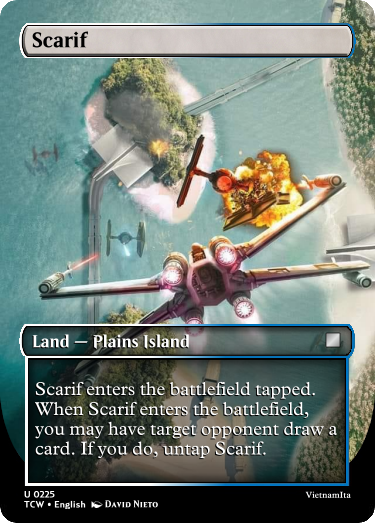 Scarif
Land — Plains Island
Scarif enters the battlefield tapped.
When Scarif enters the battlefield,
you may have target opponent draw a
card. If you do, untap Scarif.
U 0225
TCW • English DAVID NIETO
VietnamIta